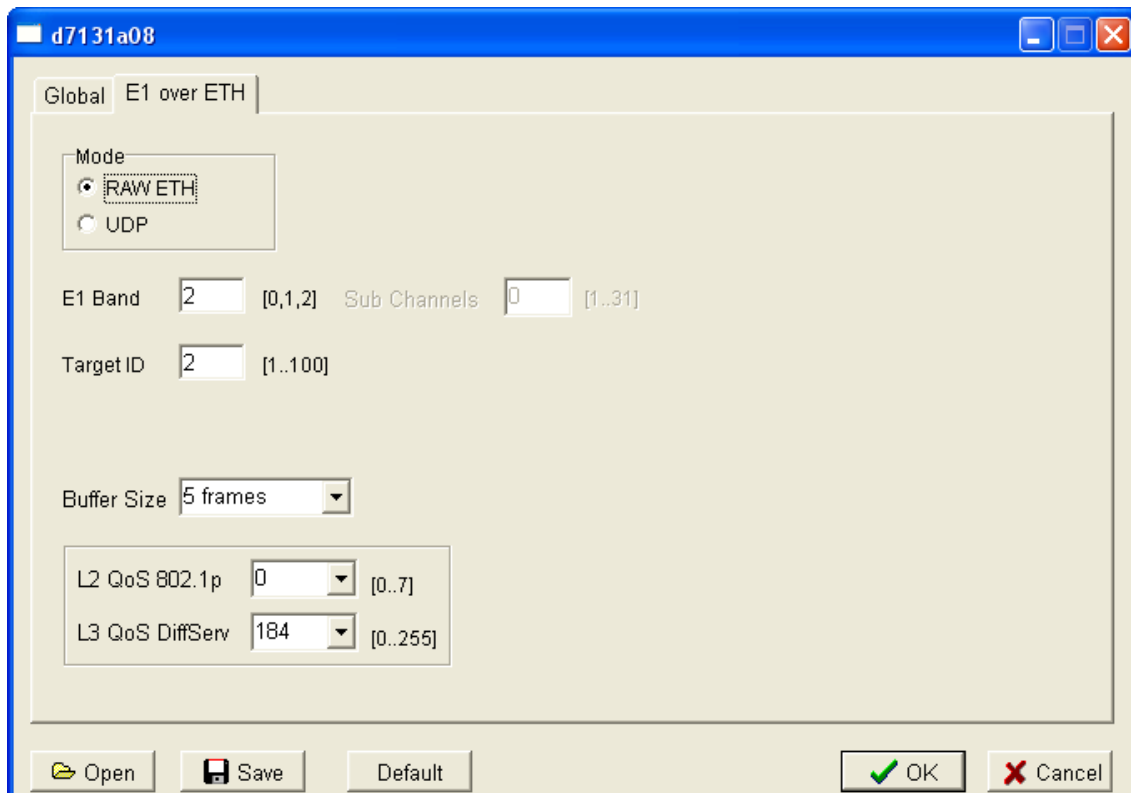 d7131a08
Global E1 over ETH
Mode
RAW ETH
UDP
E1 Band 2 [0,1,2] Sub Channels 0 [1..31]
Target ID 2 [1..100]
Buffer Size 5 frames
L2 QoS 802.1p 0 [0..7]
L3 QoS DiffServ 184 [0..255]
Open Save Default OK Cancel